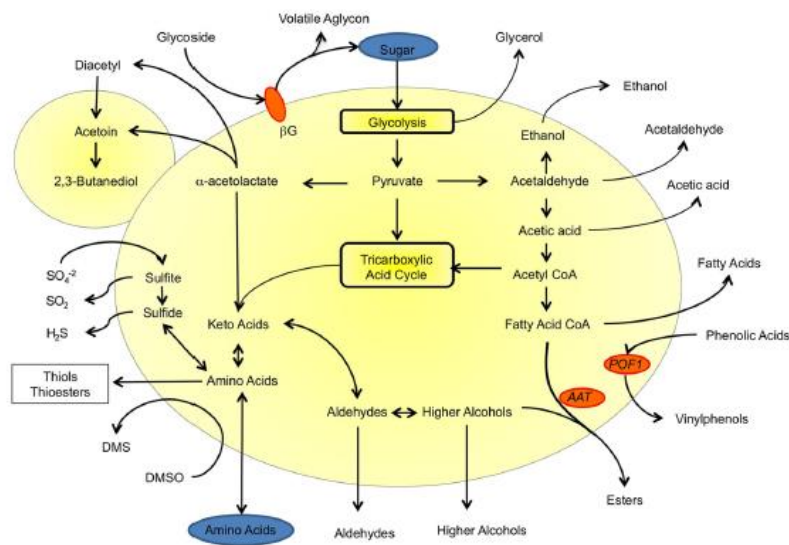 Volatile Aglycon
Glycoside
Sugar
Glycerol
Diacetyl
Ethanol
βG
Glycolysis
Acetoin
Ethanol
Acetaldehyde
2,3-Butanediol
α-acetolactate
Pyruvate
Acetaldehyde
Acetic acid
Acetic acid
SO4-2
Sulfite
Tricarboxylic
Acid Cycle
Acetyl CoA
Fatty Acids
SO2
Sulfide
H2S
Keto Acids
Fatty Acid CoA
Phenolic Acids
POF1
Thiols
Thioesters
Amino Acids
AAT
Aldehydes
Higher Alcohols
Vinylphenols
DMS
DMSO
Esters
Amino Acids
Aldehydes
Higher Alcohols